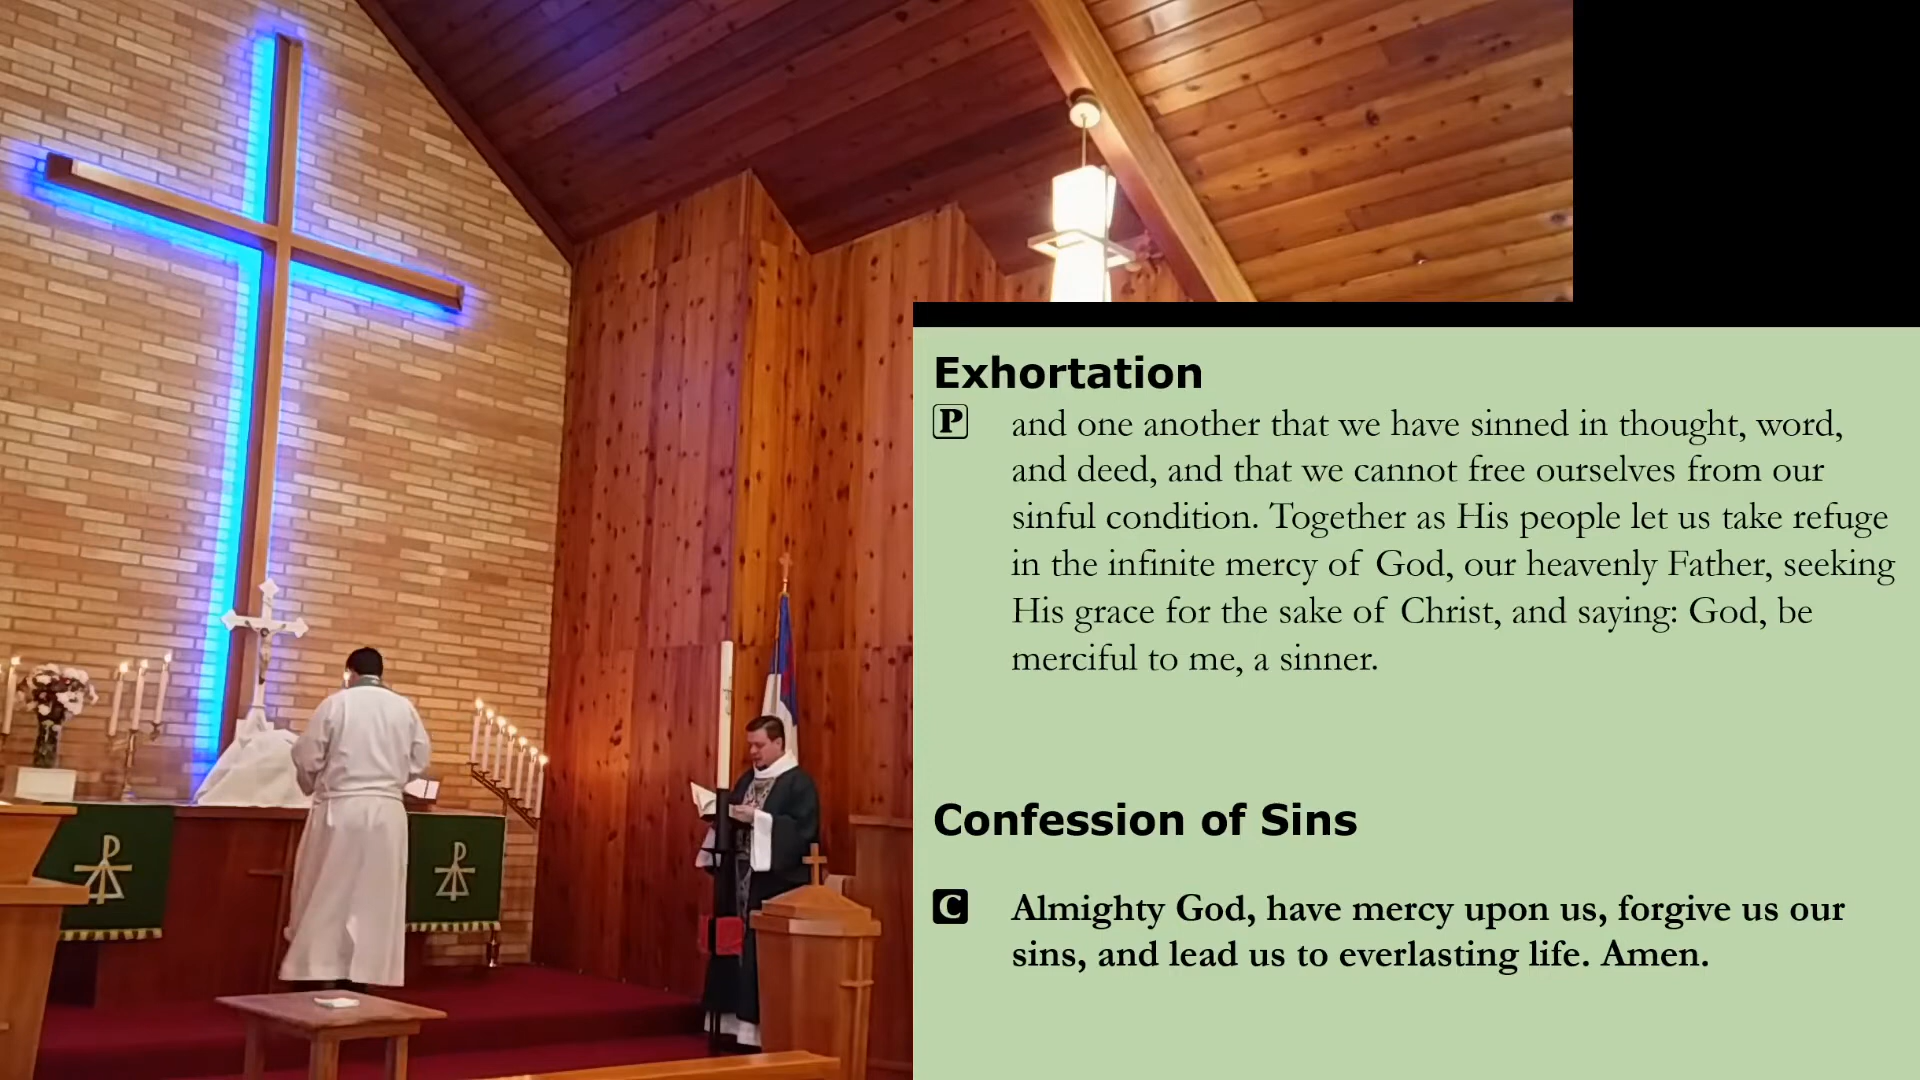 Exhortation
P and one another that we have sinned in thought, word,
and deed, and that we cannot free ourselves from our
sinful condition. Together as His people let us take refuge
in the infinite mercy of God, our heavenly Father, seeking
His grace for the sake of Christ, and saying: God, be
merciful to me, a sinner.
Confession of Sins
C Almighty God, have mercy upon us, forgive us our
sins, and lead us to everlasting life. Amen.